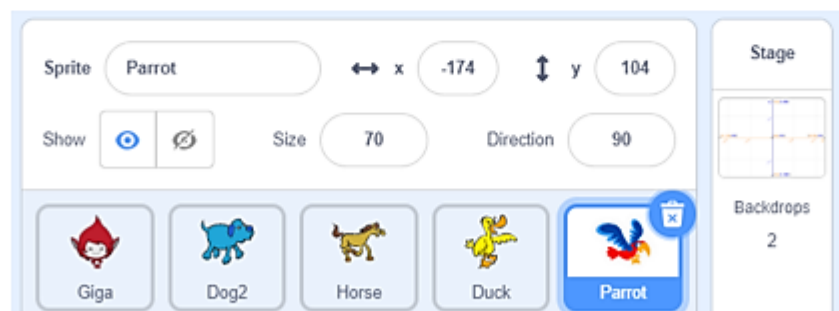 Sprite Parrot x -174 y 104 Stage
Show Size 70 Direction 90
Backdrops
2
Giga Dog2 Horse Duck Parrot